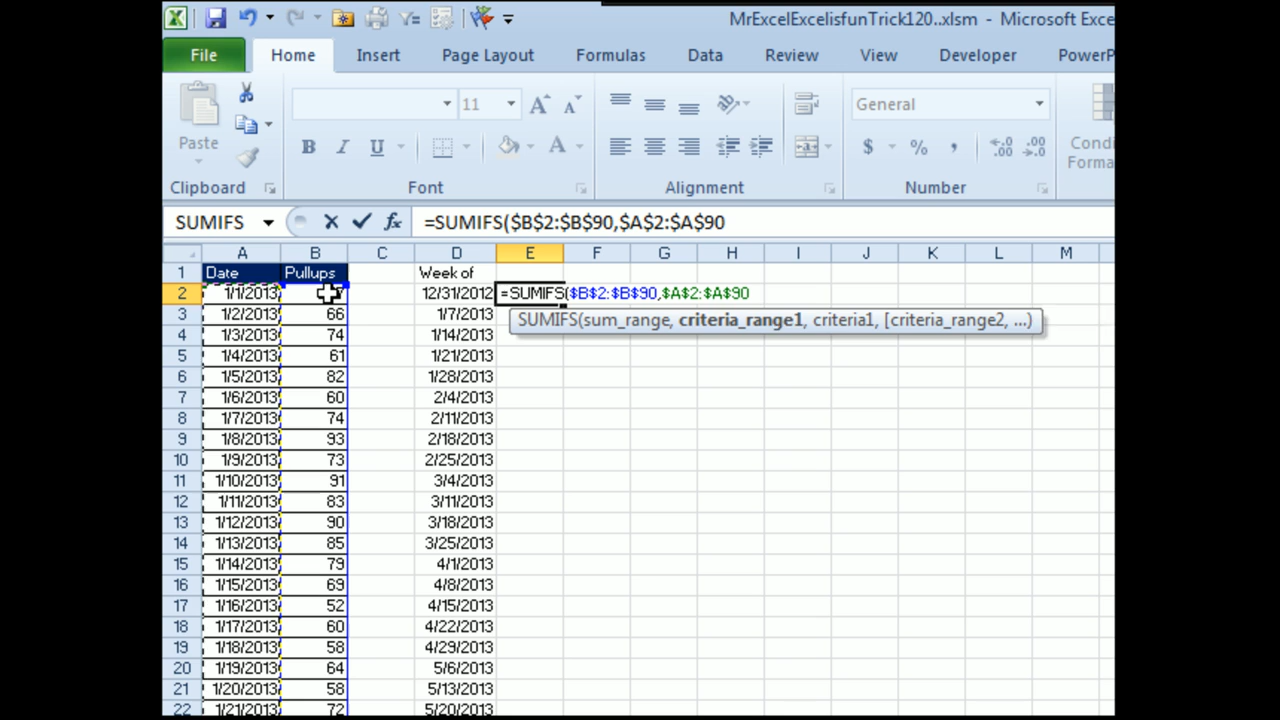 MrExcelExcelisfunTrick120..xlsm - Microsoft Exce
File Home Insert Page Layout Formulas Data Review View Developer PowerP
11 A A General
Paste B I U A $ % , .0 .00 .00 .0 Condi
Forma
Clipboard Font Alignment Number
SUMIFS fx =SUMIFS($B$2:$B$90,$A$2:$A$90
A B C D E F G H I J K L M
1 Date Pullups Week of
2 1/1/2013 7 12/31/2012 =SUMIFS($B$2:$B$90,$A$2:$A$90
3 1/2/2013 66 1/7/2013 SUMIFS(sum_range, criteria_range1, criteria1, [criteria_range2, ...)
4 1/3/2013 74 1/14/2013
5 1/4/2013 61 1/21/2013
6 1/5/2013 82 1/28/2013
7 1/6/2013 60 2/4/2013
8 1/7/2013 74 2/11/2013
9 1/8/2013 93 2/18/2013
10 1/9/2013 73 2/25/2013
11 1/10/2013 91 3/4/2013
12 1/11/2013 83 3/11/2013
13 1/12/2013 90 3/18/2013
14 1/13/2013 85 3/25/2013
15 1/14/2013 79 4/1/2013
16 1/15/2013 69 4/8/2013
17 1/16/2013 52 4/15/2013
18 1/17/2013 60 4/22/2013
19 1/18/2013 58 4/29/2013
20 1/19/2013 64 5/6/2013
21 1/20/2013 58 5/13/2013
22 1/21/2013 72 5/20/2013